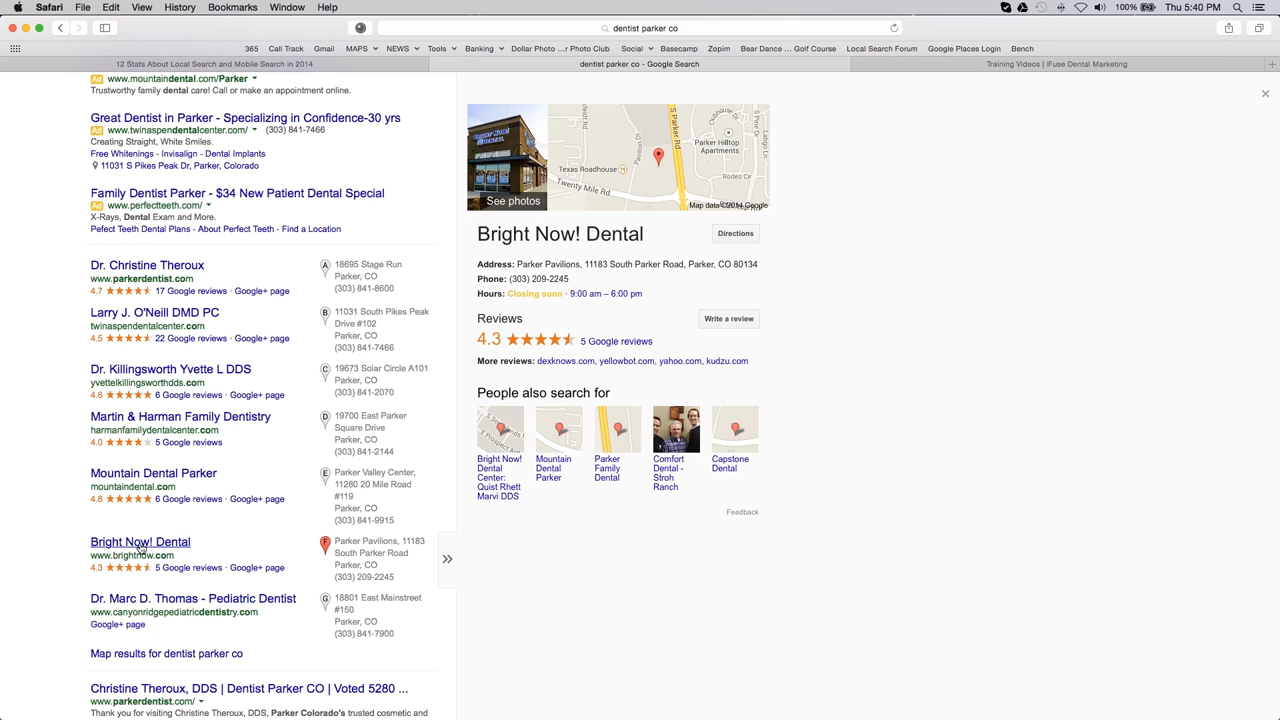 Safari File Edit View History Bookmarks Window Help
100% Thu 5:40 PM
dentist parker co
365 Call Track Gmail MAPS NEWS Tools Banking Dollar Photo ...r Photo Club Social Basecamp Zopim Bear Dance ... Golf Course Local Search Forum Google Places Login Bench
12 Stats About Local Search and Mobile Search in 2014
dentist parker co - Google Search
Training Videos | iFuse Dental Marketing
Ad www.mountaindental.com/Parker
Trustworthy family dental care! Call or make an appointment online.
Great Dentist in Parker - Specializing in Confidence-30 yrs
Ad www.twinaspendentalcenter.com/ (303) 841-7466
Creating Straight, White Smiles.
Free Whitenings - Invisalign - Dental Implants
11031 S Pikes Peak Dr, Parker, Colorado
Family Dentist Parker - $34 New Patient Dental Special
Ad www.perfectteeth.com/
X-Rays, Dental Exam and More.
Pefect Teeth Dental Plans - About Perfect Teeth - Find a Location
Dr. Christine Theroux
www.parkerdentist.com
4.7 17 Google reviews · Google+ page
A 18695 Stage Run
Parker, CO
(303) 841-8600
Larry J. O'Neill DMD PC
twinaspendentalcenter.com
4.5 22 Google reviews · Google+ page
B 11031 South Pikes Peak
Drive #102
Parker, CO
(303) 841-7466
Dr. Killingsworth Yvette L DDS
yvettelkillingsworthdds.com
4.8 6 Google reviews · Google+ page
C 19673 Solar Circle A101
Parker, CO
(303) 841-2070
Martin & Harman Family Dentistry
harmanfamilydentalcenter.com
4.0 5 Google reviews
D 19700 East Parker
Square Drive
Parker, CO
(303) 841-2144
Mountain Dental Parker
mountaindental.com
4.8 6 Google reviews · Google+ page
E Parker Valley Center,
11280 20 Mile Road
#119
Parker, CO
(303) 841-9915
Bright Now! Dental
www.brightnow.com
4.3 5 Google reviews · Google+ page
F Parker Pavilions, 11183
South Parker Road
Parker, CO
(303) 209-2245
Dr. Marc D. Thomas - Pediatric Dentist
www.canyonridgepediatricdentistry.com
Google+ page
G 18801 East Mainstreet
#150
Parker, CO
(303) 841-7900
Map results for dentist parker co
Christine Theroux, DDS | Dentist Parker CO | Voted 5280 ...
www.parkerdentist.com/
Thank you for visiting Christine Theroux, DDS, Parker Colorado's trusted cosmetic and
See photos
Texas Roadhouse
Twenty Mile Rd
Pavilion Dr
S Parker Rd
Parker Hilltop
Apartments
Rodeo Cir
Map data ©2014 Google
Bright Now! Dental
Directions
Address: Parker Pavilions, 11183 South Parker Road, Parker, CO 80134
Phone: (303) 209-2245
Hours: Closing soon · 9:00 am – 6:00 pm
Reviews
Write a review
4.3 5 Google reviews
More reviews: dexknows.com, yellowbot.com, yahoo.com, kudzu.com
People also search for
Bright Now!
Dental
Center:
Quist Rhett
Marvi DDS
Mountain
Dental
Parker
Parker
Family
Dental
Comfort
Dental -
Stroh
Ranch
Capstone
Dental
Feedback